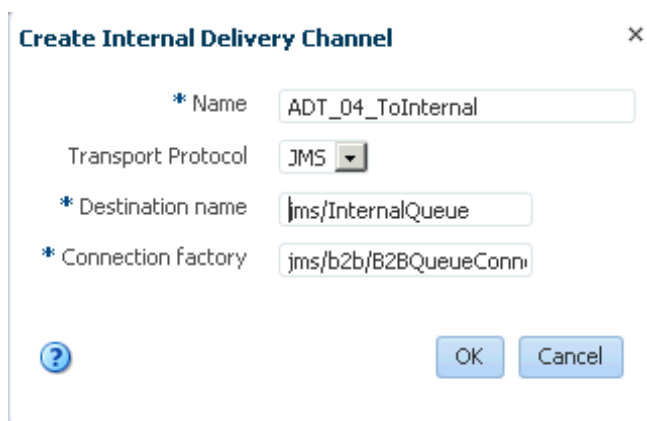 Create Internal Delivery Channel
* Name ADT_04_ToInternal
Transport Protocol JMS
* Destination name jms/InternalQueue
* Connection factory jms/b2b/B2BQueueConn
? OK Cancel